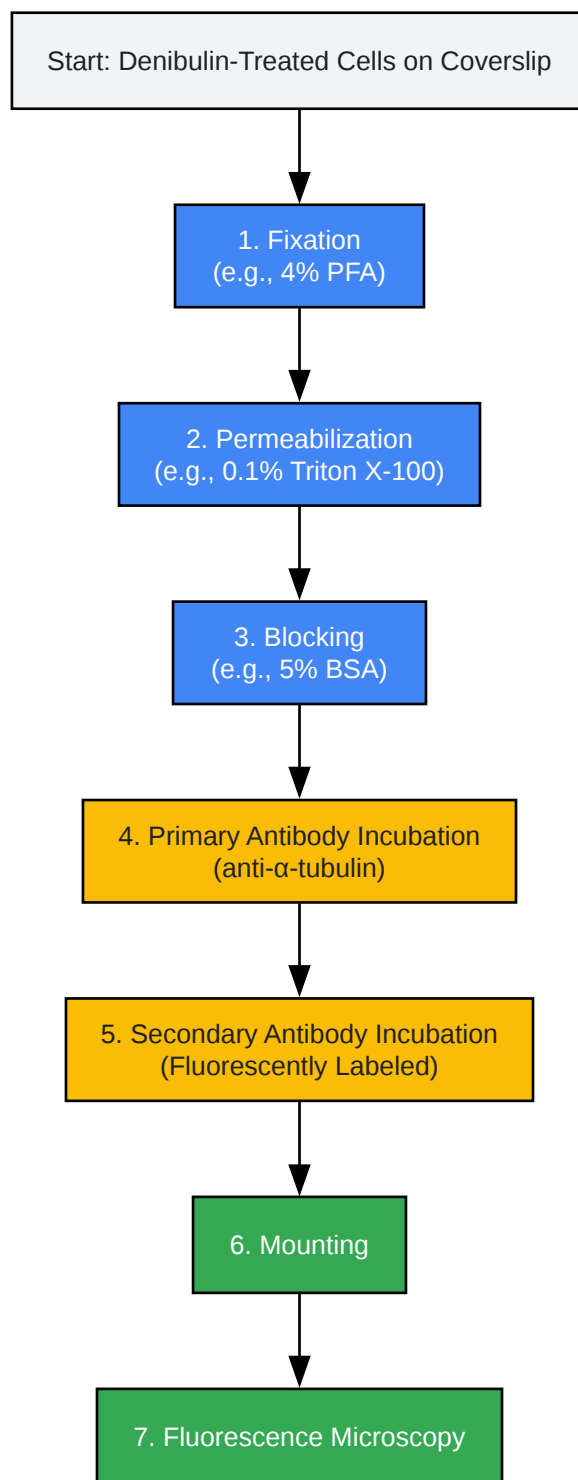 Start: Denibulin-Treated Cells on Coverslip
1. Fixation
(e.g., 4% PFA)
2. Permeabilization
(e.g., 0.1% Triton X-100)
3. Blocking
(e.g., 5% BSA)
4. Primary Antibody Incubation
(anti-α-tubulin)
5. Secondary Antibody Incubation
(Fluorescently Labeled)
6. Mounting
7. Fluorescence Microscopy